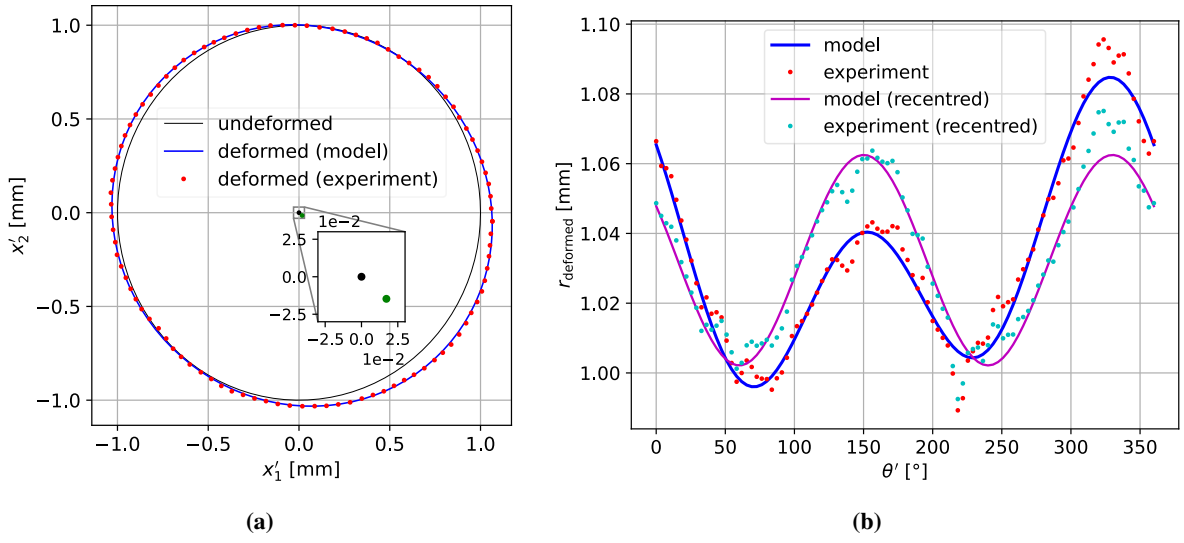 1.0
0.5
0.0
−0.5
−1.0
x′₂ [mm]
undeformed
deformed (model)
deformed (experiment)
1e−2
2.5
0.0
−2.5
−2.5 0.0 2.5
1e−2
−1.0 −0.5 0.0 0.5 1.0
x′₁ [mm]
(a)
1.10
1.08
1.06
1.04
1.02
1.00
r_deformed [mm]
model
experiment
model (recentred)
experiment (recentred)
0 50 100 150 200 250 300 350
θ′ [°]
(b)